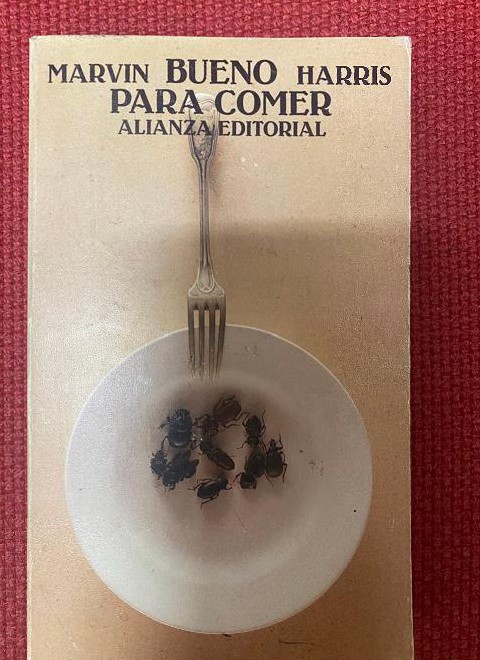 MARVIN BUENO HARRIS
PARA COMER
ALIANZA EDITORIAL